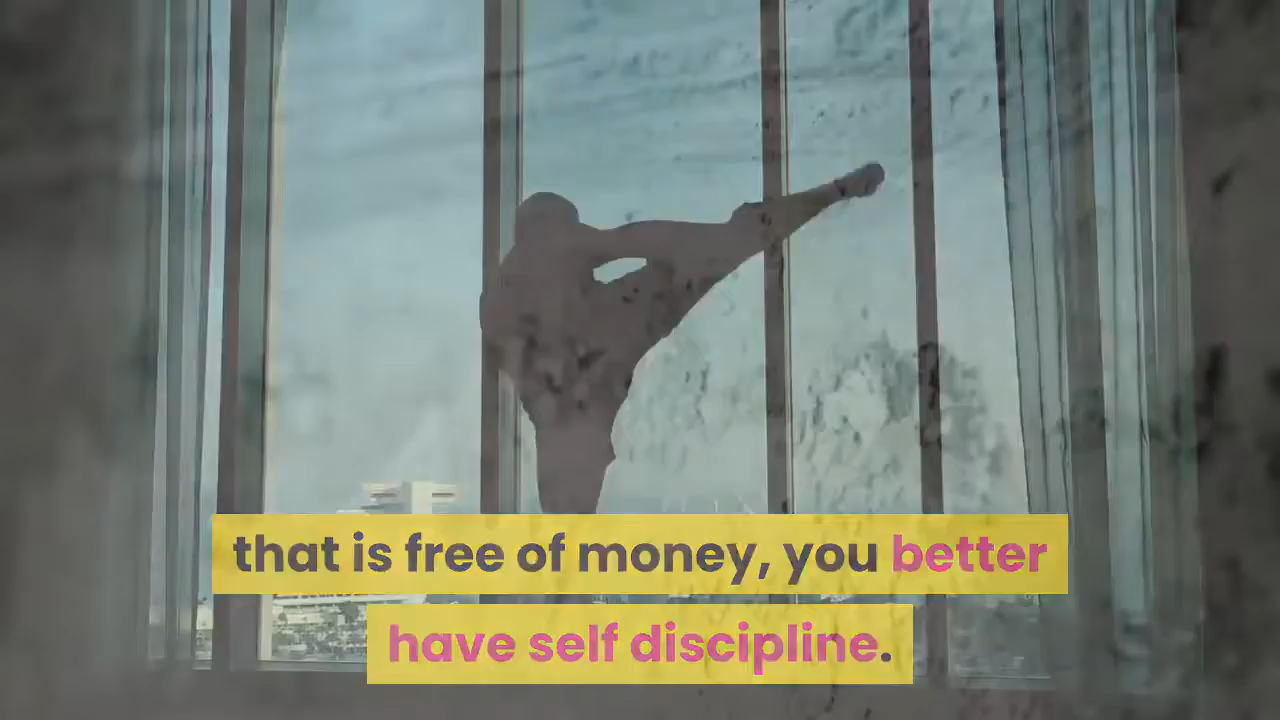 that is free of money, you better
have self discipline.